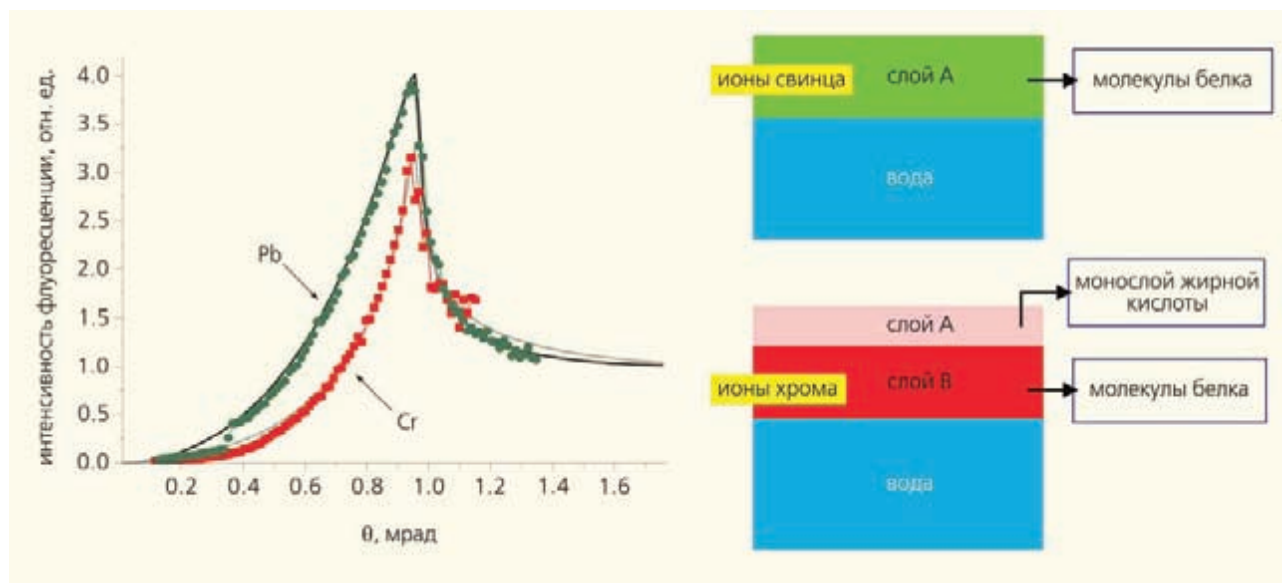 интенсивность флуоресценции, отн. ед.
4.0
3.5
3.0
2.5
2.0
1.5
1.0
0.5
0.0
Pb
Cr
0.2 0.4 0.6 0.8 1.0 1.2 1.4 1.6
θ, мрад
ионы свинца
слой А
молекулы белка
вода
монослой жирной
кислоты
слой А
ионы хрома
слой В
молекулы белка
вода